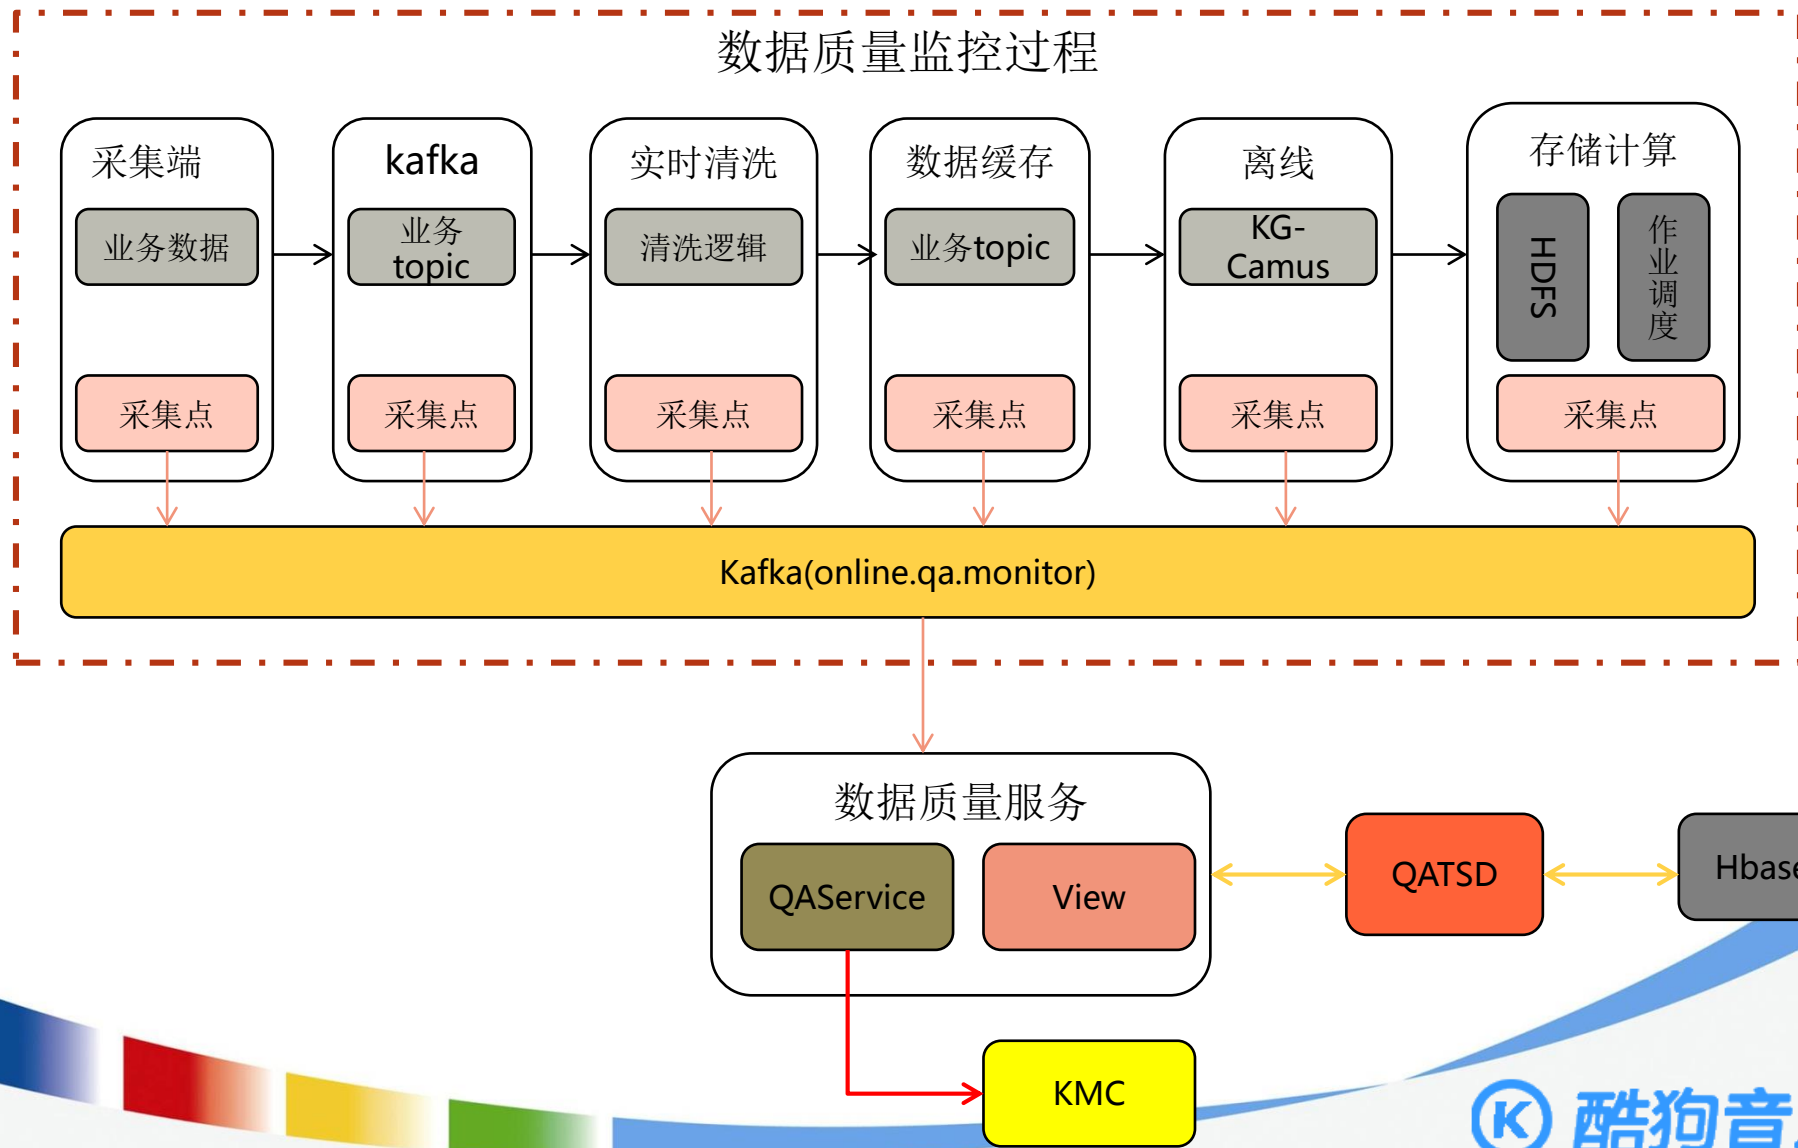 数据质量监控过程
采集端
kafka
实时清洗
数据缓存
离线
存储计算
业务数据
业务
topic
清洗逻辑
业务topic
KG-
Camus
HDFS
作业调度
采集点
采集点
采集点
采集点
采集点
采集点
Kafka(online.qa.monitor)
数据质量服务
QAService
View
QATSD
Hbase
KMC
酷狗音